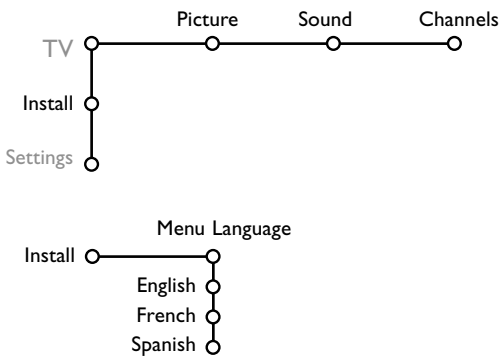 Picture Sound Channels
TV
Install
Settings
Menu Language
Install
English
French
Spanish